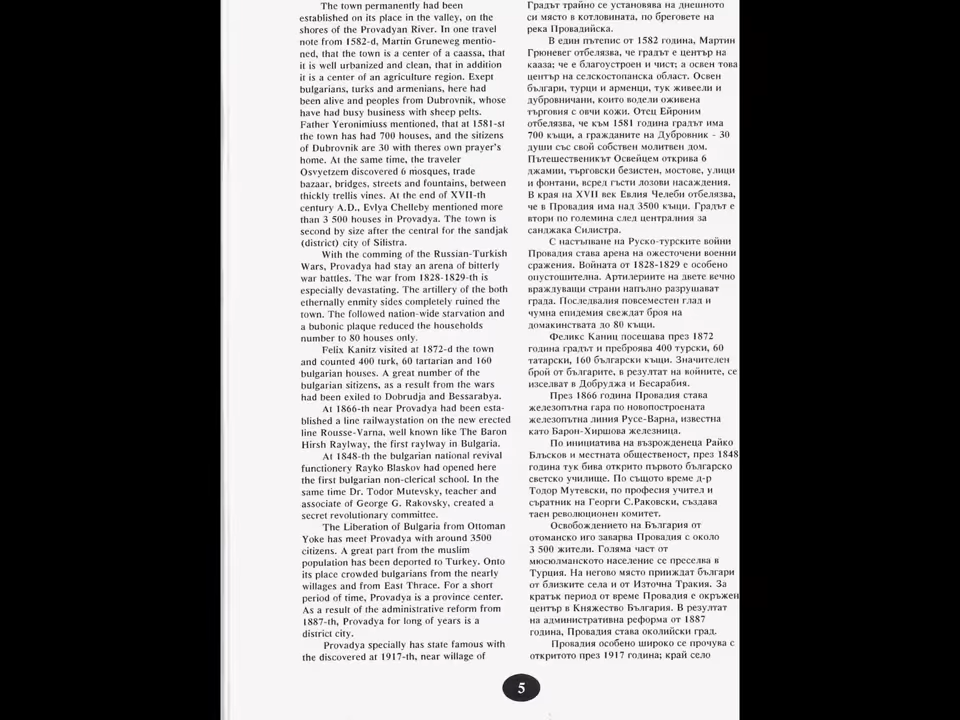 The town permanently had been
established on its place in the valley, on the
shores of the Provadyan River. In one travel
note from 1582-d, Martin Gruneweg mentio-
ned, that the town is a center of a caassa, that
it is well urbanized and clean, that in addition
it is a center of an agriculture region. Exept
bulgarians, turks and armenians, here had
been alive and peoples from Dubrovnik, whose
have had busy business with sheep pelts.
Father Yeronimiuss mentioned, that at 1581-st
the town has had 700 houses, and the sitizens
of Dubrovnik are 30 with theres own prayer's
home. At the same time, the traveler
Osvyetzem discovered 6 mosques, trade
bazaar, bridges, streets and fountains, between
thickly trellis vines. At the end of XVII-th
century A.D., Evlya Chelleby mentioned more
than 3 500 houses in Provadya. The town is
second by size after the central for the sandjak
(district) city of Silistra.
With the comming of the Russian-Turkish
Wars, Provadya had stay an arena of bitterly
war battles. The war from 1828-1829-th is
especially devastating. The artillery of the both
ethernally enmity sides completely ruined the
town. The followed nation-wide starvation and
a bubonic plaque reduced the households
number to 80 houses only.
Felix Kanitz visited at 1872-d the town
and counted 400 turk, 60 tartarian and 160
bulgarian houses. A great number of the
bulgarian sitizens, as a result from the wars
had been exiled to Dobrudja and Bessarabya.
At 1866-th near Provadya had been esta-
blished a line railwaystation on the new erected
line Rousse-Varna, well known like The Baron
Hirsh Raylway, the first raylway in Bulgaria.
At 1848-th the bulgarian national revival
functionery Rayko Blaskov had opened here
the first bulgarian non-clerical school. In the
same time Dr. Todor Mutevsky, teacher and
associate of George G. Rakovsky, created a
secret revolutionary committee.
The Liberation of Bulgaria from Ottoman
Yoke has meet Provadya with around 3500
citizens. A great part from the muslim
population has been deported to Turkey. Onto
its place crowded bulgarians from the nearly
willages and from East Thrace. For a short
period of time, Provadya is a province center.
As a result of the administrative reform from
1887-th, Provadya for long of years is a
district city.
Provadya specially has state famous with
the discovered at 1917-th, near willage of
Градът трайно се установява на днешното
си място в котловината, по бреговете на
река Провадийска.
В един пътепис от 1582 година, Мартин
Грюневег отбелязва, че градът е център на
кааза; че е благоустроен и чист; а освен това
център на селскостопанска област. Освен
българи, турци и арменци, тук живеели и
дубровничани, които водели оживена
търговия с овчи кожи. Отец Ейроним
отбелязва, че към 1581 година градът има
700 къщи, а гражданите на Дубровник - 30
души със свой собствен молитвен дом.
Пътешественикът Освейцем открива 6
джамии, търговски безистен, мостове, улици
и фонтани, всред гъсти лозови насаждения.
В края на XVII век Евлия Челеби отбелязва,
че в Провадия има над 3500 къщи. Градът е
втори по големина след централния за
санджака Силистра.
С настъпване на Руско-турските войни
Провадия става арена на ожесточени военни
сражения. Войната от 1828-1829 е особено
опустошителна. Артилериите на двете вечно
враждуващи страни напълно разрушават
града. Последвалия повсеместен глад и
чумна епидемия свеждат броя на
домакинствата до 80 къщи.
Феликс Каниц посещава през 1872
година градът и преброява 400 турски, 60
татарски, 160 български къщи. Значителен
брой от българите, в резултат на войните, се
изселват в Добруджа и Бесарабия.
През 1866 година Провадия става
железопътна гара по новопостроената
железопътна линия Русе-Варна, известна
като Барон-Хиршова железница.
По инициатива на възрожденеца Райко
Блъсков и местната общественост, през 1848
година тук бива открито първото българско
светско училище. По същото време д-р
Тодор Мутевски, по професия учител и
съратник на Георги С.Раковски, създава
таен революционен комитет.
Освобождението на България от
отоманско иго заварва Провадия с около
3 500 жители. Голяма част от
мюсюлманското население се преселва в
Турция. На негово място прииждат българи
от близките села и от Източна Тракия. За
кратък период от време Провадия е окръжен
център в Княжество България. В резултат
на административна реформа от 1887
година, Провадия става околийски град.
Провадия особено широко се прочува с
откритото през 1917 година; край село
5